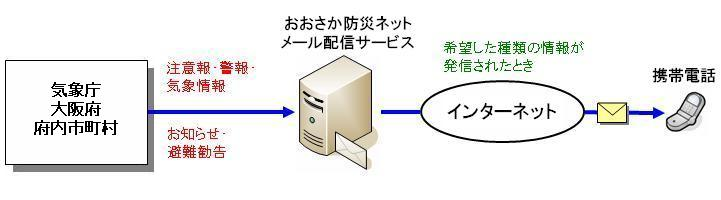 気象庁
大阪府
府内市町村
注意報・警報・
気象情報
お知らせ・
避難勧告
おおさか防災ネット
メール配信サービス
希望した種類の情報が
発信されたとき
インターネット
携帯電話